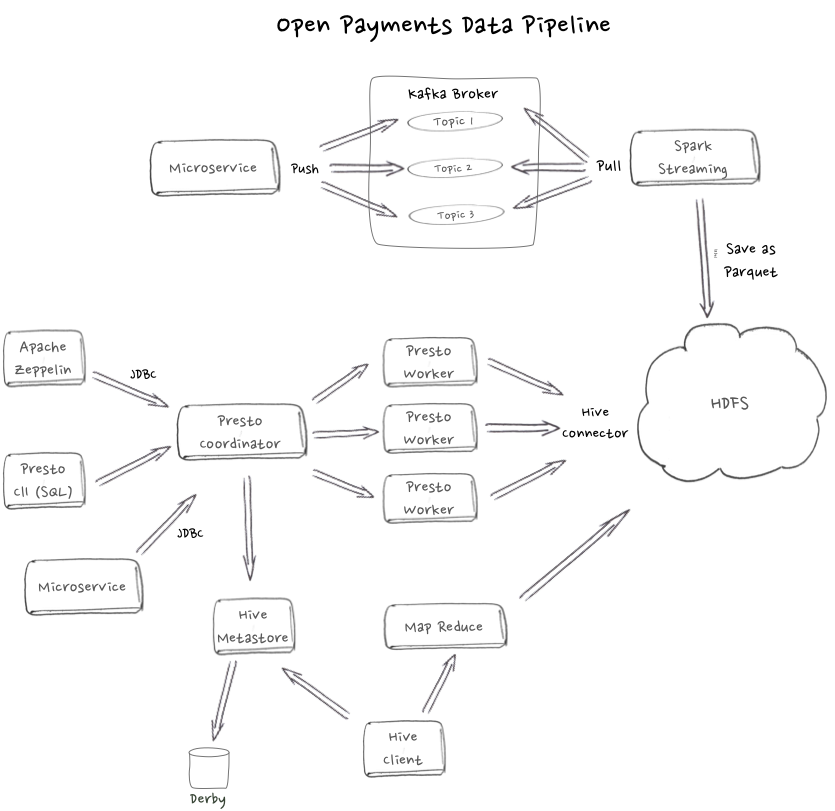 Open Payments Data Pipeline
Kafka Broker
Topic 1
Topic 2
Topic 3
Microservice
Push
Pull
Spark
Streaming
Save as
Parquet
Apache
Zeppelin
JDBC
Presto
coordinator
Presto
Worker
Presto
Worker
Presto
Worker
Hive
connector
HDFS
Presto
ClI (SQL)
JDBC
Microservice
Hive
Metastore
Map Reduce
Hive
Client
Derby